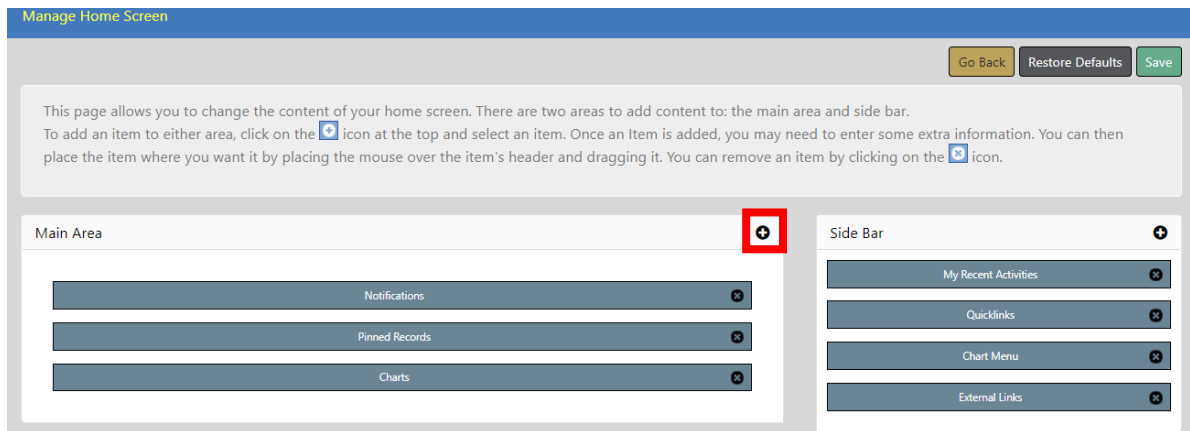 Manage Home Screen
Go Back Restore Defaults Save
This page allows you to change the content of your home screen. There are two areas to add content to: the main area and side bar.
To add an item to either area, click on the icon at the top and select an item. Once an Item is added, you may need to enter some extra information. You can then
place the item where you want it by placing the mouse over the item's header and dragging it. You can remove an item by clicking on the icon.
Main Area
Notifications
Pinned Records
Charts
Side Bar
My Recent Activities
Quicklinks
Chart Menu
External Links